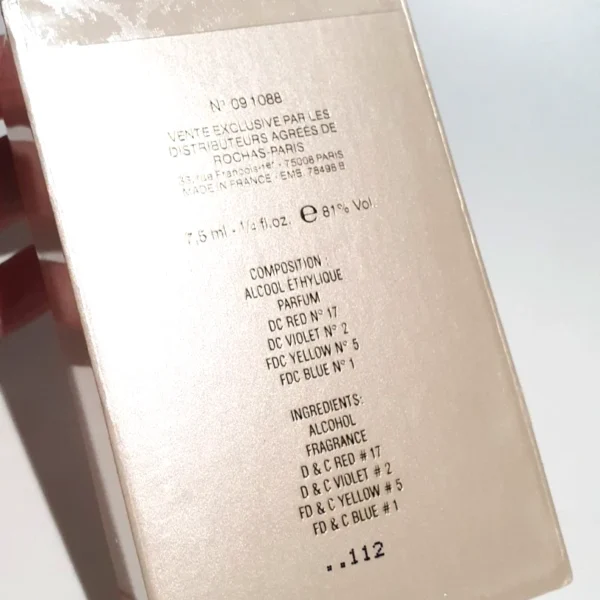 N° 091088
VENTE EXCLUSIVE PAR LES
DISTRIBUTEURS AGRÉÉS DE
ROCHAS-PARIS
33, rue François-1er - 75008 PARIS
MADE IN FRANCE - EMB. 78498 B
7,5 ml - 1/4 fl.oz. e 81% Vol.
COMPOSITION :
ALCOOL ÉTHYLIQUE
PARFUM
DC RED N° 17
DC VIOLET N° 2
FDC YELLOW N° 5
FDC BLUE N° 1
INGREDIENTS:
ALCOHOL
FRAGRANCE
D & C RED # 17
D & C VIOLET # 2
FD & C YELLOW # 5
FD & C BLUE # 1
..112